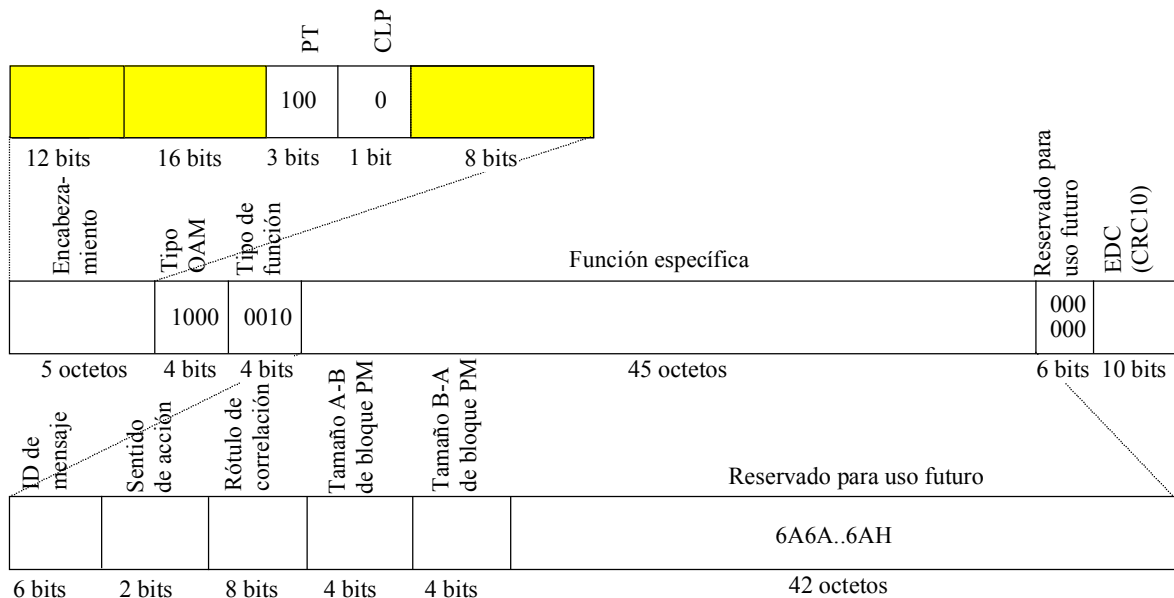 PT
CLP
100
0
12 bits
16 bits
3 bits
1 bit
8 bits
Encabeza-
miento
Tipo
OAM
Tipo de
función
Función específica
Reservado para
uso futuro
EDC
(CRC10)
1000
0010
000
000
5 octetos
4 bits
4 bits
45 octetos
6 bits
10 bits
ID de
mensaje
Sentido
de acción
Rótulo de
correlación
Tamaño A-B
de bloque PM
Tamaño B-A
de bloque PM
Reservado para uso futuro
6A6A..6AH
6 bits
2 bits
8 bits
4 bits
4 bits
42 octetos